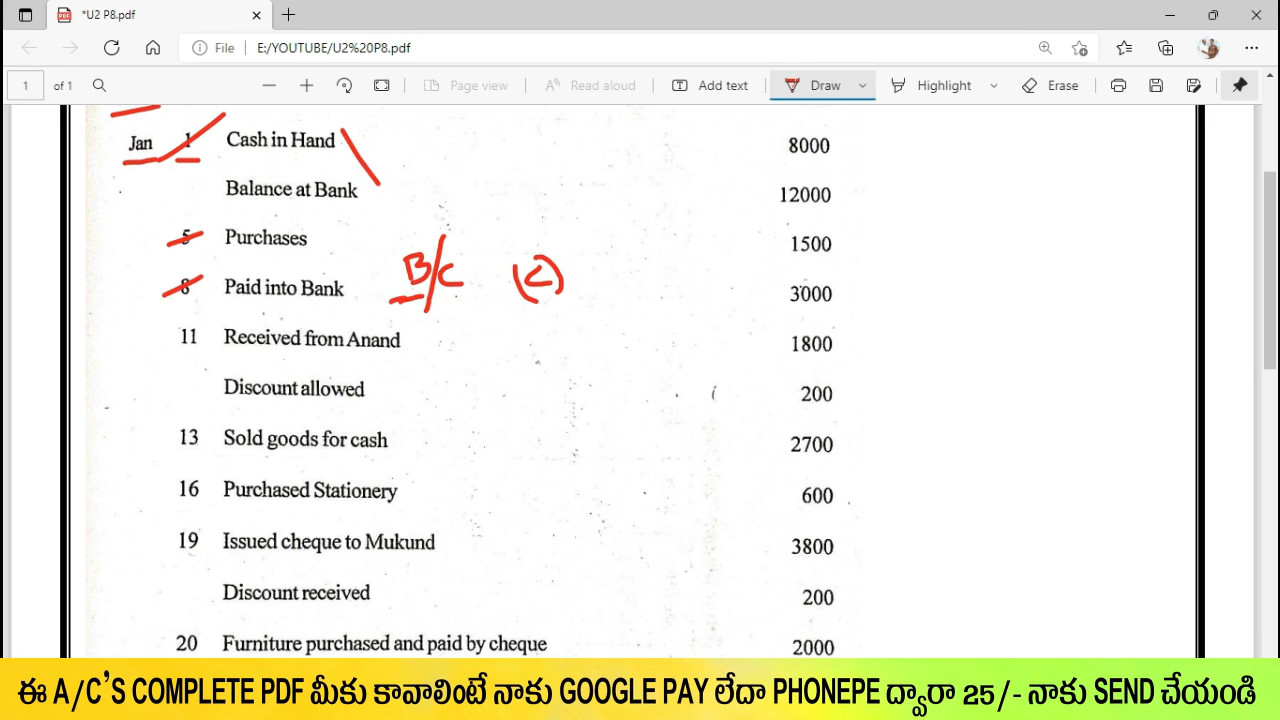 *U2 P8.pdf
File E:/YOUTUBE/U2%20P8.pdf
1 of 1 Page view Read aloud Add text Draw Highlight Erase
Jan 1 Cash in Hand 8000
Balance at Bank 12000
5 Purchases 1500
8 Paid into Bank B/C (C) 3000
11 Received from Anand 1800
Discount allowed 200
13 Sold goods for cash 2700
16 Purchased Stationery 600
19 Issued cheque to Mukund 3800
Discount received 200
20 Furniture purchased and paid by cheque 2000
ఈ A/C'S COMPLETE PDF మీకు కావాలింటే నాకు GOOGLE PAY లేదా PHONEPE ద్వారా 25/- నాకు SEND చేయండి